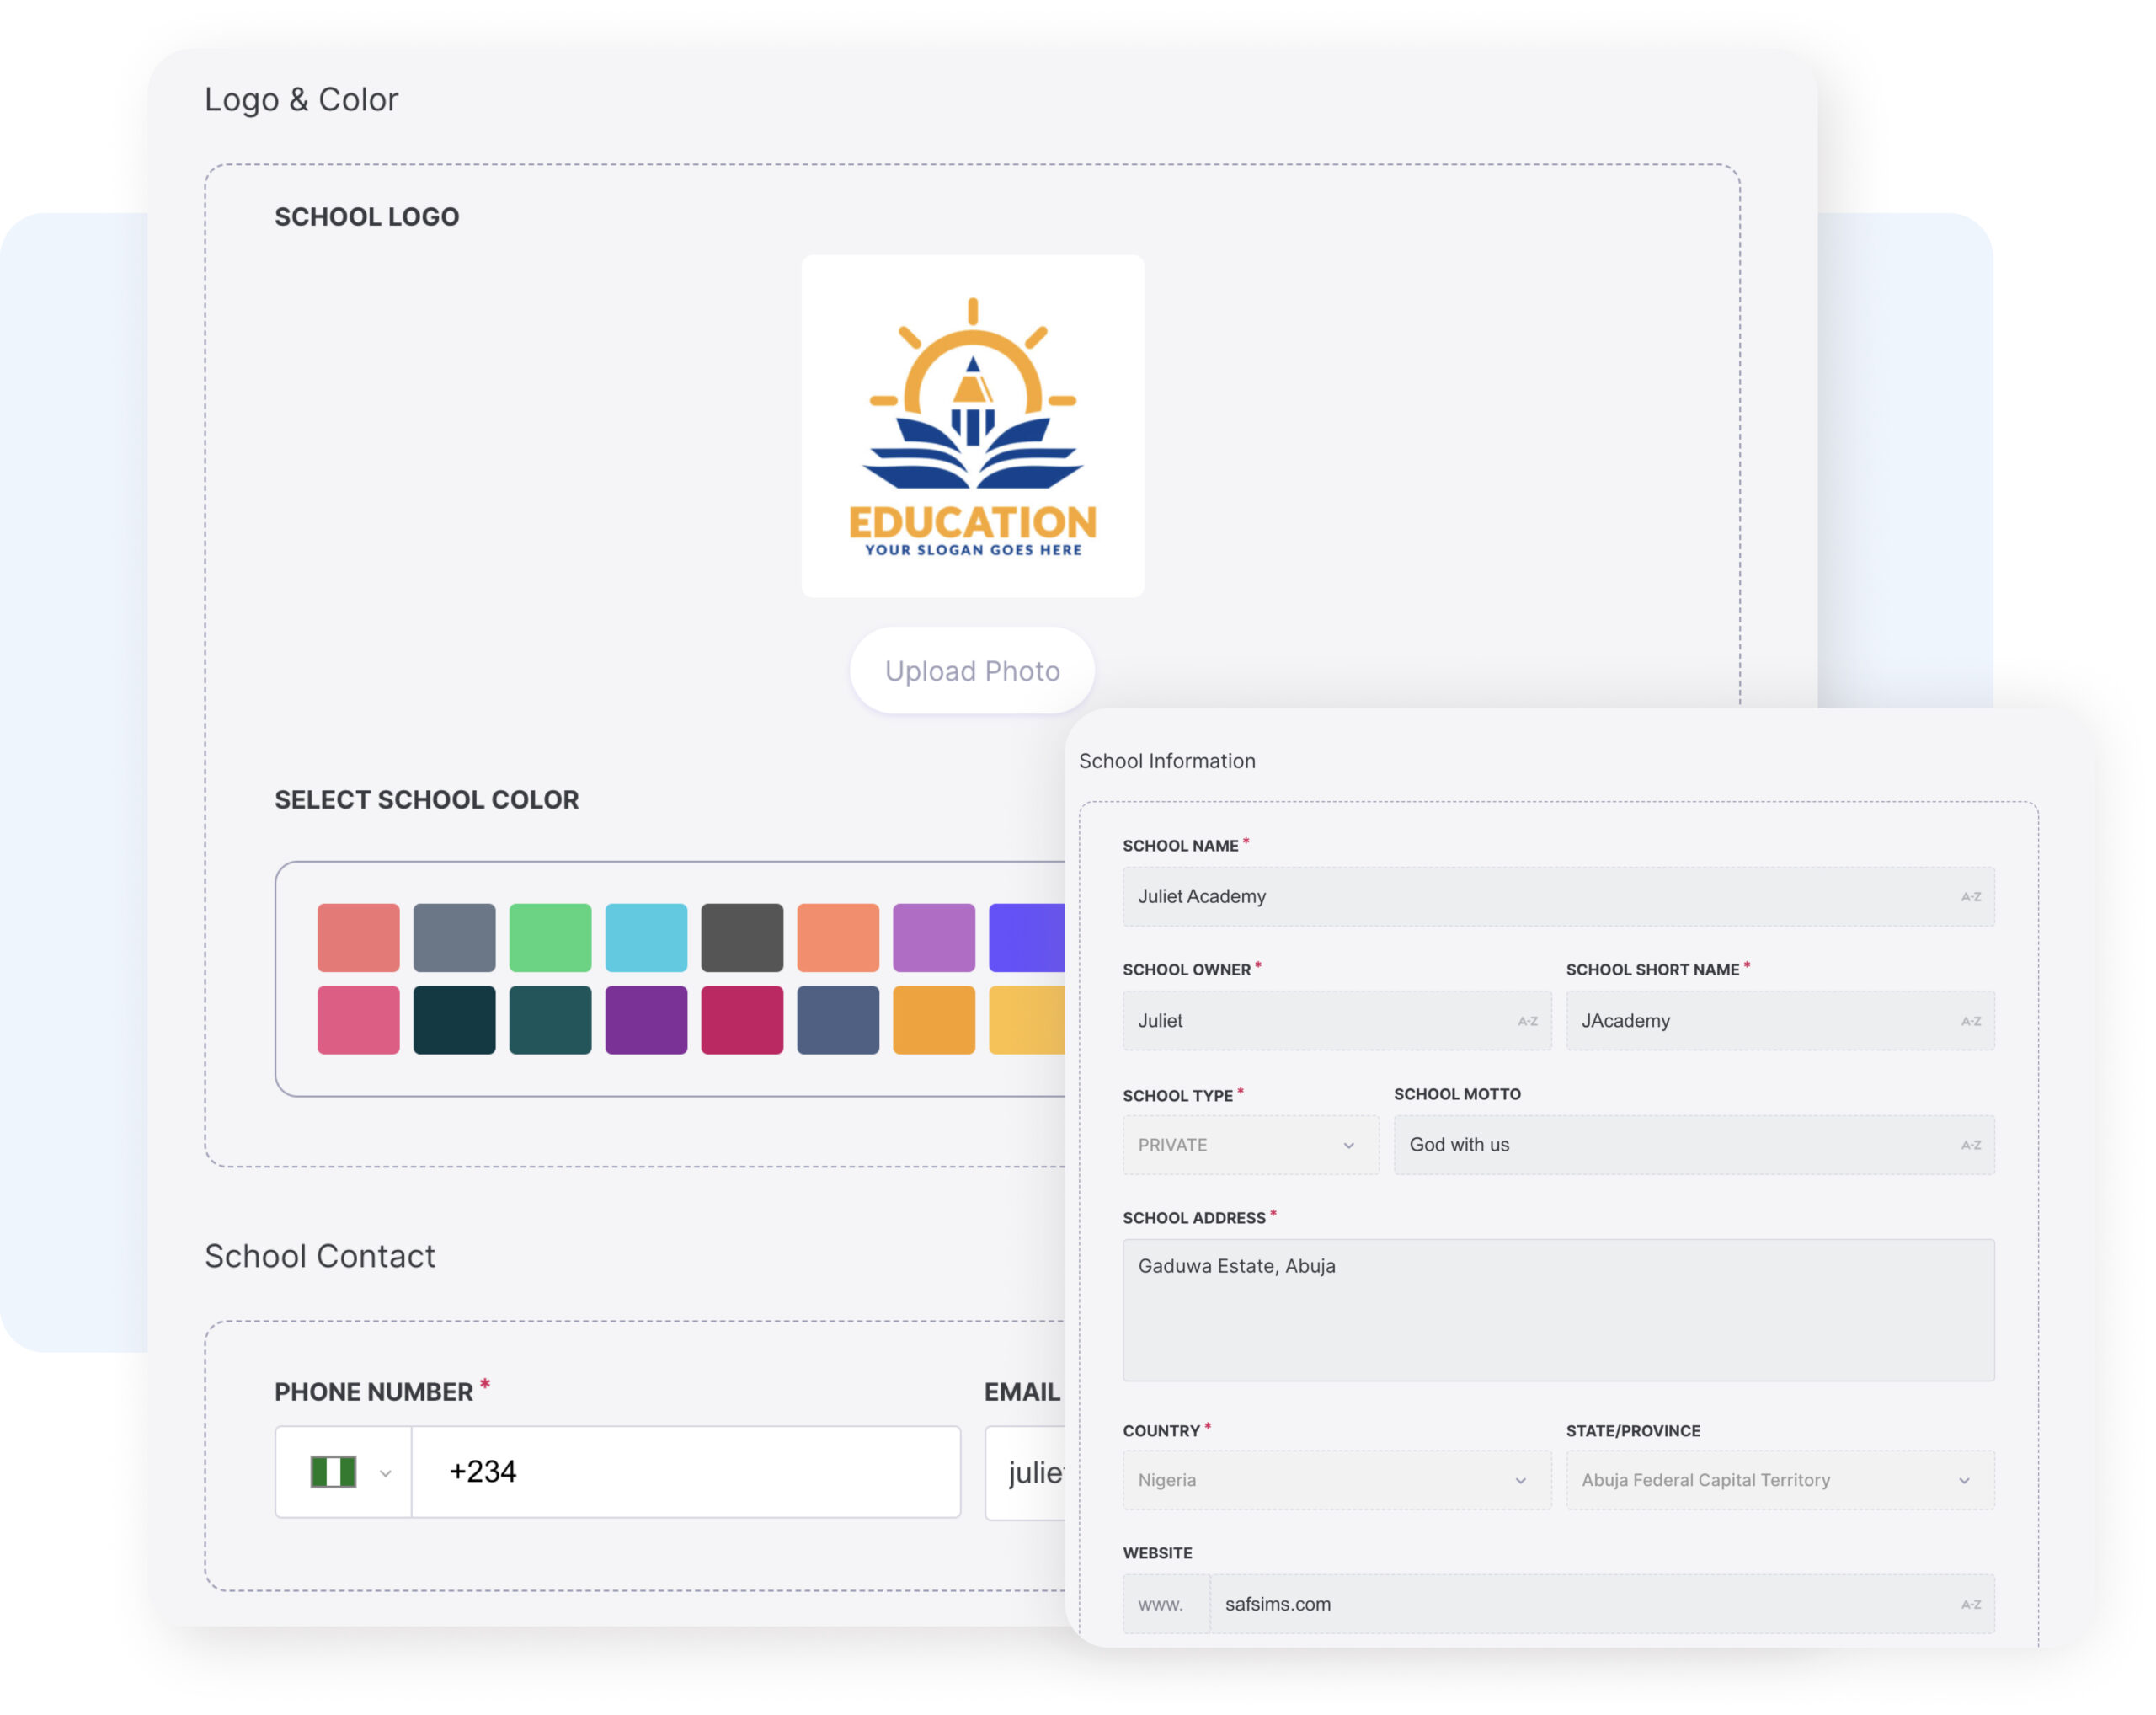 Logo & Color
SCHOOL LOGO
EDUCATION
YOUR SLOGAN GOES HERE
Upload Photo
SELECT SCHOOL COLOR
School Contact
PHONE NUMBER *
+234
EMAIL
julie
School Information
SCHOOL NAME *
Juliet Academy A-Z
SCHOOL OWNER * SCHOOL SHORT NAME *
Juliet A-Z JAcademy A-Z
SCHOOL TYPE * SCHOOL MOTTO
PRIVATE God with us A-Z
SCHOOL ADDRESS *
Gaduwa Estate, Abuja
COUNTRY * STATE/PROVINCE
Nigeria Abuja Federal Capital Territory
WEBSITE
www. safsims.com A-Z